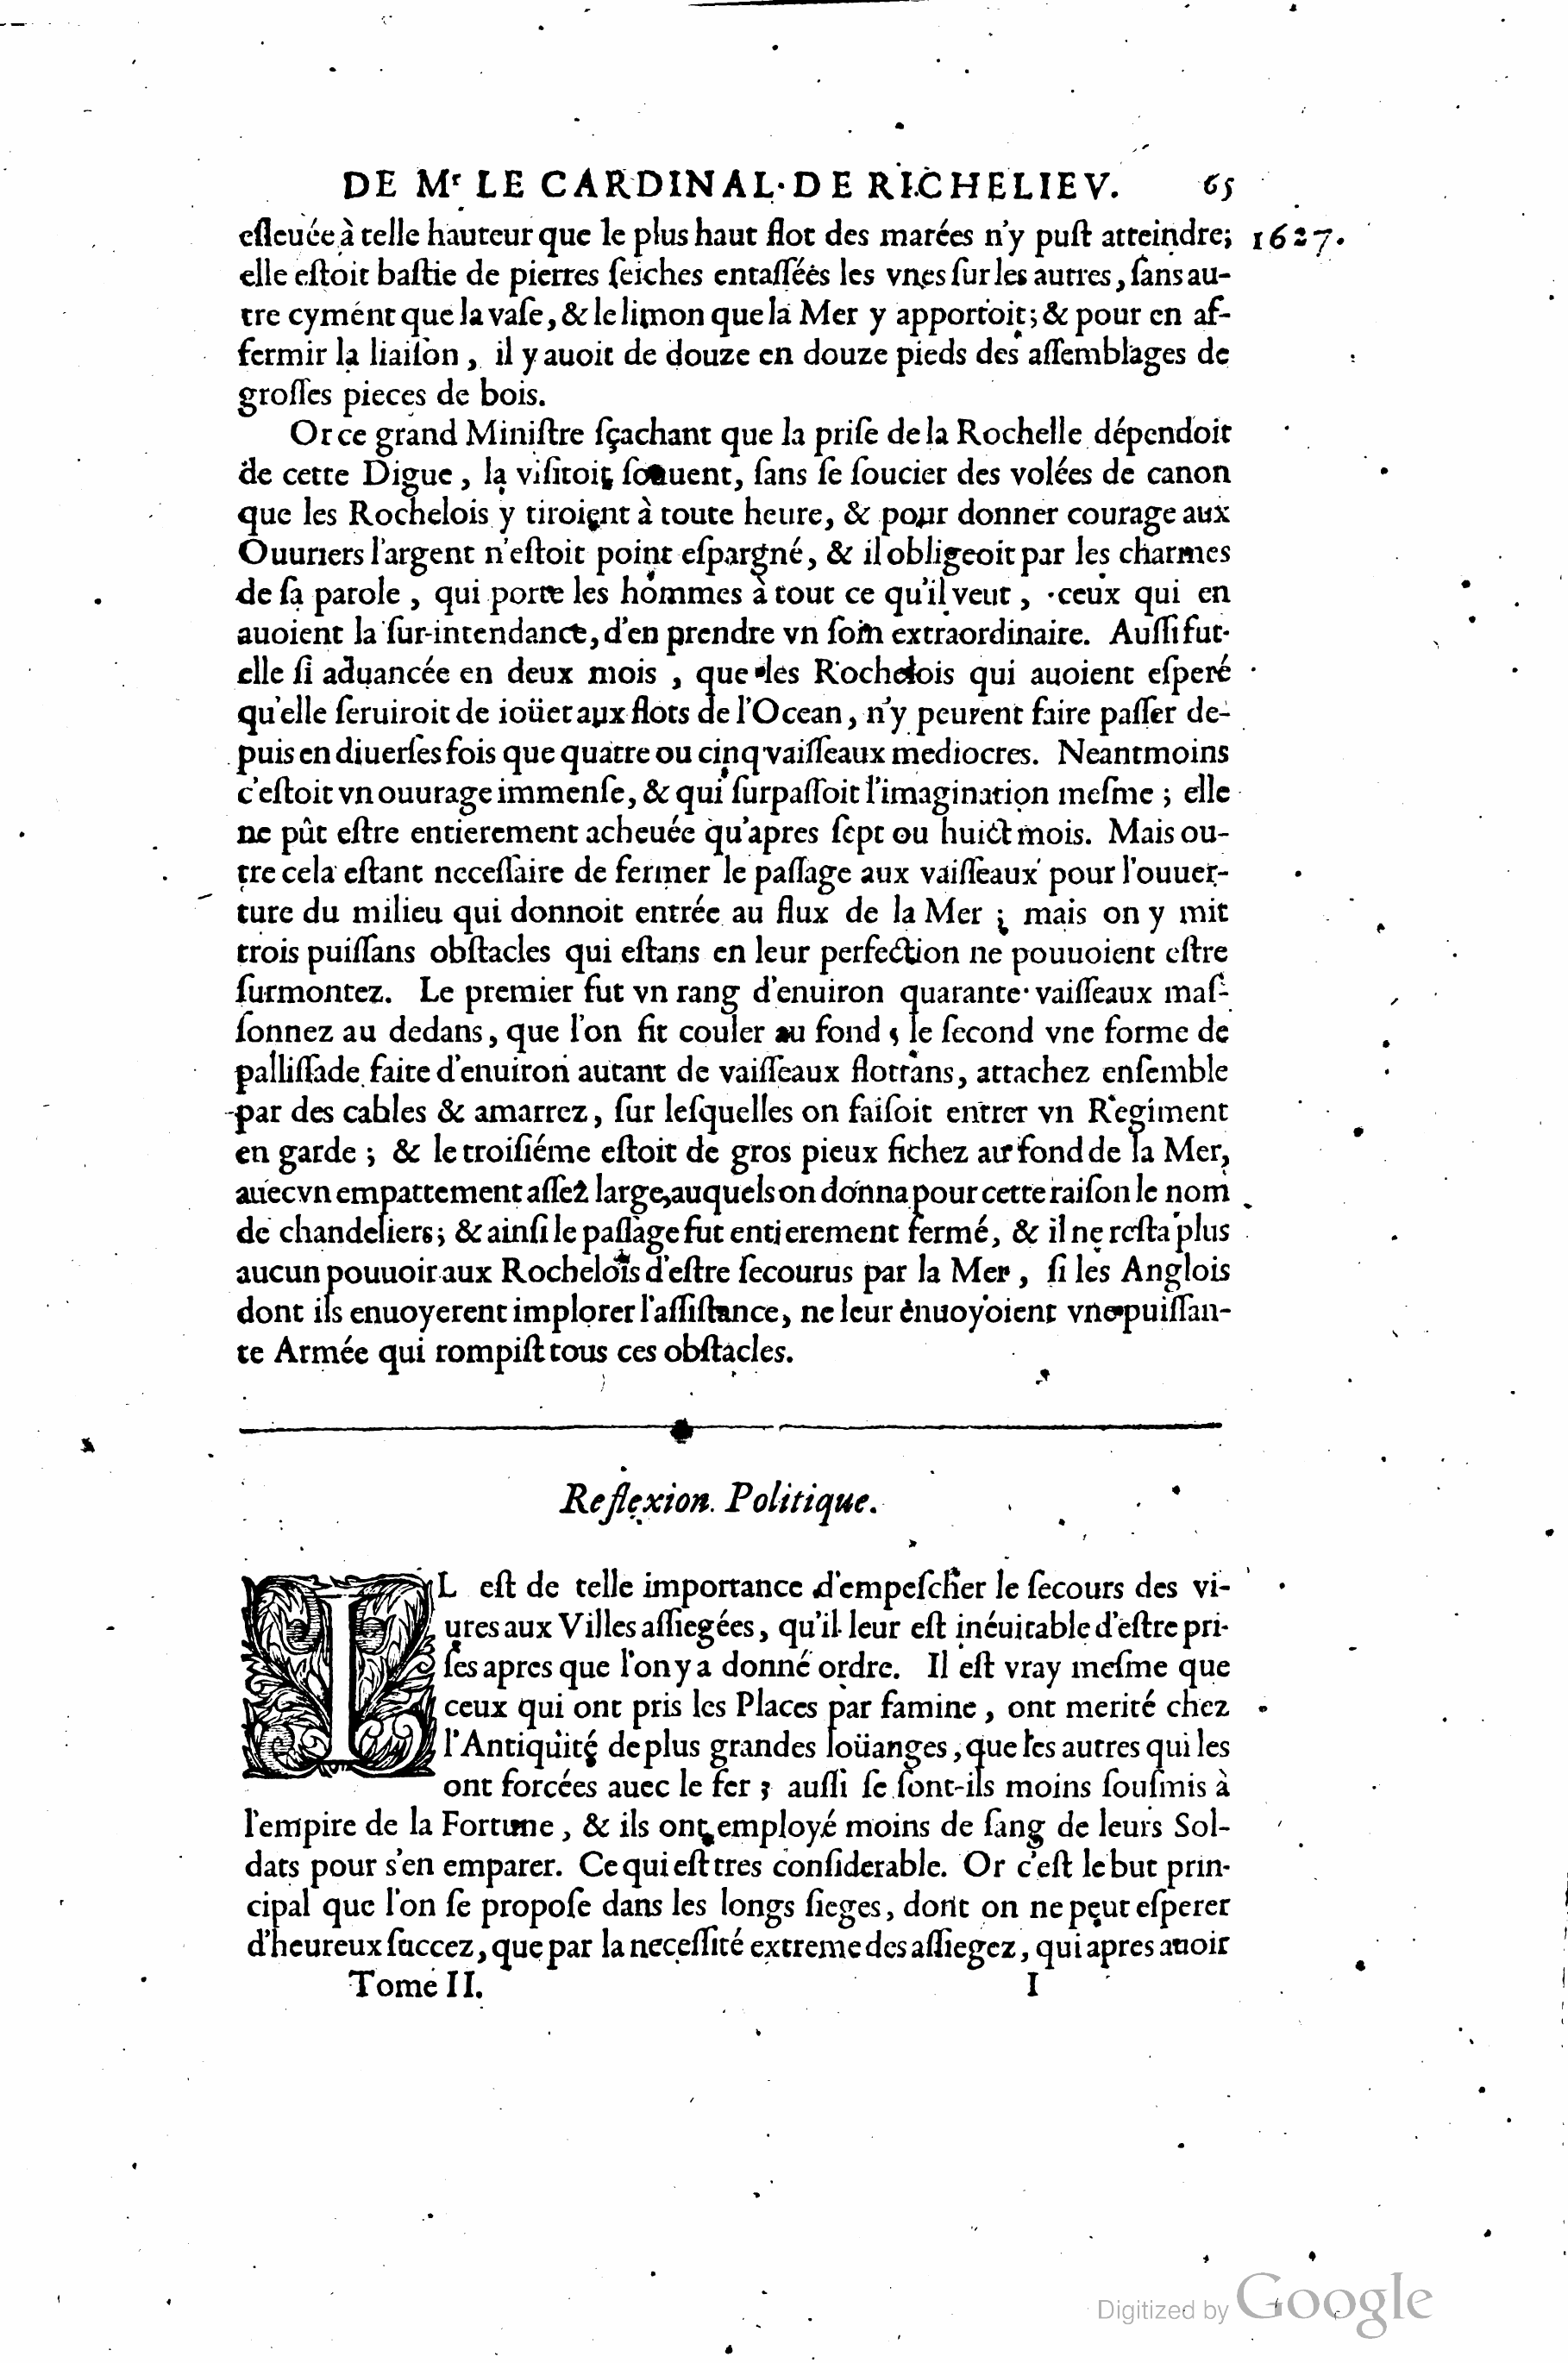 DE Mr LE CARDINAL DE RICHELIEV. 65
esleuée à telle hauteur que le plus haut flot des marées n'y puſt atteindre; 1627.
elle eſtoit baſtie de pierres ſeiches entaſſées les vnes ſur les autres, ſans au-
tre cyment que la vaſe, & le limon que la Mer y apportoit; & pour en af-
fermir la liaiſon, il y auoit de douze en douze pieds des aſſemblages de
groſſes pieces de bois.
Or ce grand Miniſtre ſçachant que la priſe de la Rochelle dépendoit
de cette Digue, la viſitoit ſouuent, ſans ſe ſoucier des volées de canon
que les Rochelois y tiroient à toute heure, & pour donner courage aux
Ouuriers l'argent n'eſtoit point eſpargné, & il obligeoit par les charmes
de ſa parole, qui porte les hommes à tout ce qu'il veut, ceux qui en
auoient la ſur-intendance, d'en prendre vn ſoin extraordinaire. Auſſi fut-
elle ſi aduancée en deux mois, que les Rochelois qui auoient eſperé
qu'elle ſeruiroit de ioüet aux flots de l'Ocean, n'y peurent faire paſſer de-
puis en diuerſes fois que quatre ou cinq vaiſſeaux mediocres. Neantmoins
c'eſtoit vn ouurage immenſe, & qui ſurpaſſoit l'imagination meſme; elle
ne pût eſtre entierement acheuée qu'apres ſept ou huict mois. Mais ou-
tre cela eſtant neceſſaire de fermer le paſſage aux vaiſſeaux pour l'ouuer-
ture du milieu qui donnoit entrée au flux de la Mer; mais on y mit
trois puiſſans obſtacles qui eſtans en leur perfection ne pouuoient eſtre
ſurmontez. Le premier fut vn rang d'enuiron quarante vaiſſeaux maſ-
ſonnez au dedans, que l'on fit couler au fond; le ſecond vne forme de
palliſſade faite d'enuiron autant de vaiſſeaux flottans, attachez enſemble
par des cables & amarrez, ſur leſquelles on faiſoit entrer vn Regiment
en garde; & le troiſiéme eſtoit de gros pieux fichez au fond de la Mer,
auec vn empattement aſſez large, auquels on donna pour cette raiſon le nom
de chandeliers; & ainſi le paſſage fut entierement fermé, & il ne reſta plus
aucun pouuoir aux Rochelois d'eſtre ſecourus par la Mer, ſi les Anglois
dont ils enuoyerent implorer l'aſſiſtance, ne leur enuoyoient vne puiſſan-
te Armée qui rompiſt tous ces obſtacles.
Reflexion Politique.
IL eſt de telle importance d'empeſcher le ſecours des vi-
ures aux Villes aſſiegées, qu'il leur eſt inéuitable d'eſtre pri-
ſes apres que l'on y a donné ordre. Il eſt vray meſme que
ceux qui ont pris les Places par famine, ont merité chez
l'Antiquité de plus grandes loüanges, que les autres qui les
ont forcées auec le fer; auſſi ſe ſont-ils moins ſouſmis à
l'empire de la Fortune, & ils ont employé moins de ſang de leurs Sol-
dats pour s'en emparer. Ce qui eſt tres conſiderable. Or c'eſt le but prin-
cipal que l'on ſe propoſe dans les longs ſieges, dont on ne peut eſperer
d'heureux ſuccez, que par la neceſſité extreme des aſſiegez, qui apres auoir
Tome II. I
Digitized by Google